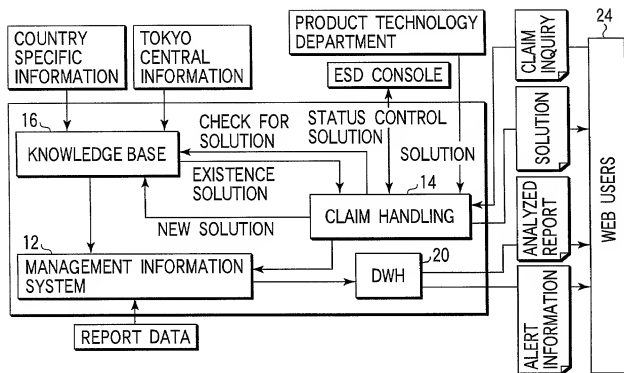 COUNTRY
SPECIFIC
INFORMATION
TOKYO
CENTRAL
INFORMATION
PRODUCT TECHNOLOGY
DEPARTMENT
ESD CONSOLE
CLAIM
INQUIRY
24
16
KNOWLEDGE BASE
CHECK FOR
SOLUTION
STATUS CONTROL
SOLUTION
SOLUTION
EXISTENCE
SOLUTION
14
CLAIM HANDLING
NEW SOLUTION
SOLUTION
WEB USERS
12
MANAGEMENT INFORMATION
SYSTEM
20
DWH
ANALYZED
REPORT
REPORT DATA
ALERT
INFORMATION